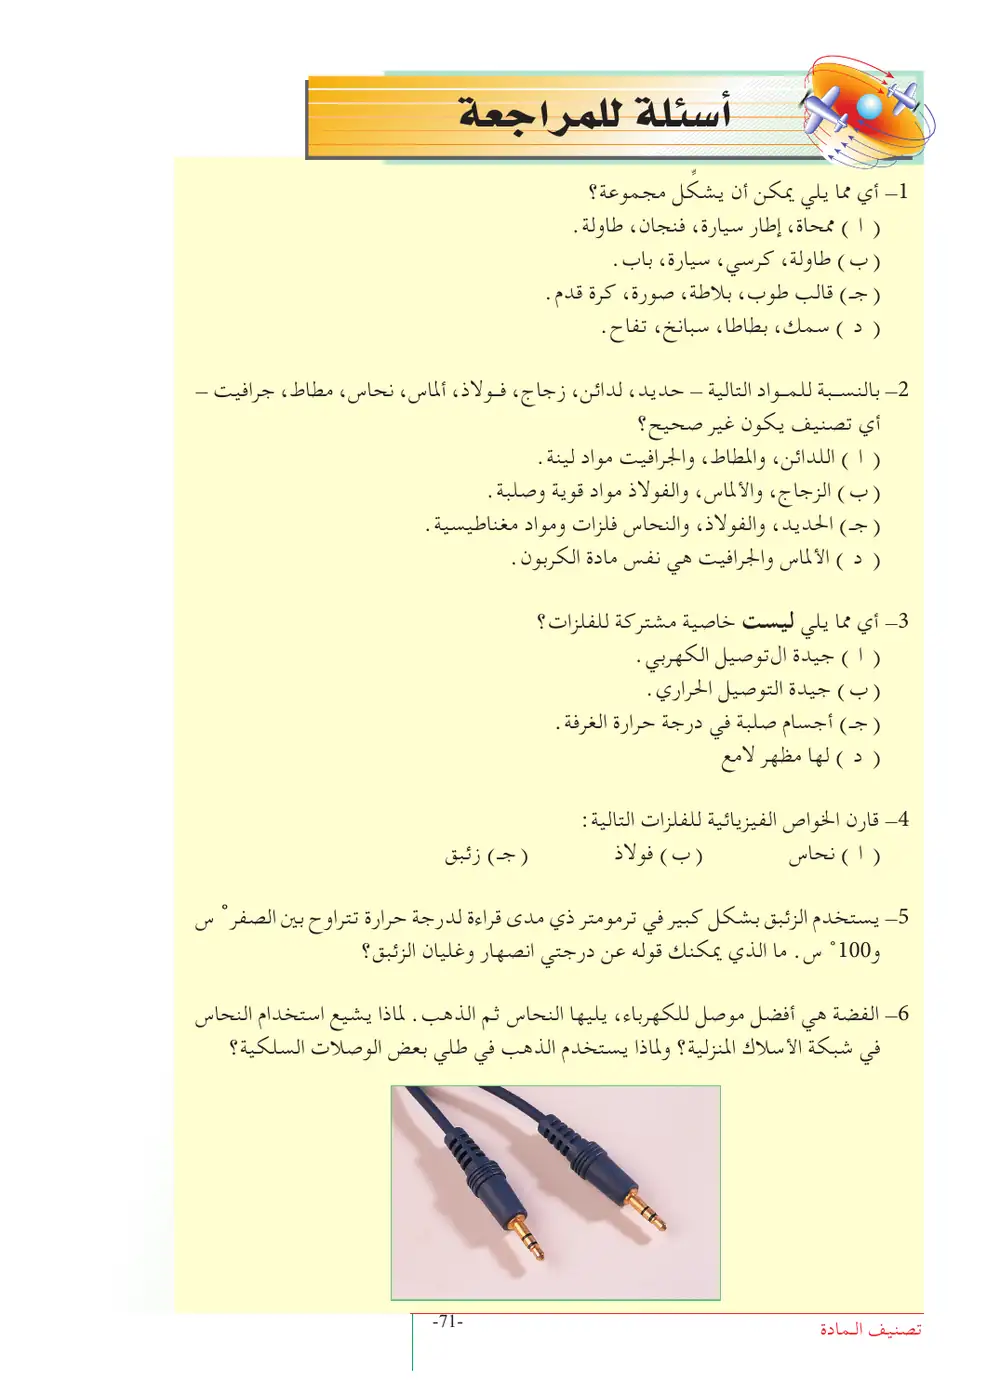 أسئلة للمراجعة
1– أي مما يلي يمكن أن يشكِّل مجموعة؟
( ا ) ممحاة، إطار سيارة، فنجان، طاولة.
(ب) طاولة، كرسي، سيارة، باب.
(جـ) قالب طوب، بلاطة، صورة، كرة قدم.
( د ) سمك، بطاطا، سبانخ، تفاح.
2– بالنسـبة للمـواد التالية – حديد، لدائن، زجاج، فـولاذ، ألماس، نحاس، مطاط، جرافيت –
أي تصنيف يكون غير صحيح؟
( ا ) اللدائن، والمطاط، والجرافيت مواد لينة.
(ب) الزجاج، والألماس، والفولاذ مواد قوية وصلبة.
(جـ) الحديد، والفولاذ، والنحاس فلزات ومواد مغناطيسية.
( د ) الألماس والجرافيت هي نفس مادة الكربون.
3– أي مما يلي ليست خاصية مشتركة للفلزات؟
( ا ) جيدة التوصيل الكهربي.
(ب) جيدة التوصيل الحراري.
(جـ) أجسام صلبة في درجة حرارة الغرفة.
( د ) لها مظهر لامع
4– قارن الخواص الفيزيائية للفلزات التالية:
( ا ) نحاس (ب) فولاذ (جـ) زئبق
5– يستخدم الزئبق بشكل كبير في ترمومتر ذي مدى قراءة لدرجة حرارة تتراوح بين الصفر° س
و100° س. ما الذي يمكنك قوله عن درجتي انصهار وغليان الزئبق؟
6– الفضة هي أفضل موصل للكهرباء، يليها النحاس ثم الذهب. لماذا يشيع استخدام النحاس
في شبكة الأسلاك المنزلية؟ ولماذا يستخدم الذهب في طلي بعض الوصلات السلكية؟
-71-
تصنيف المادة